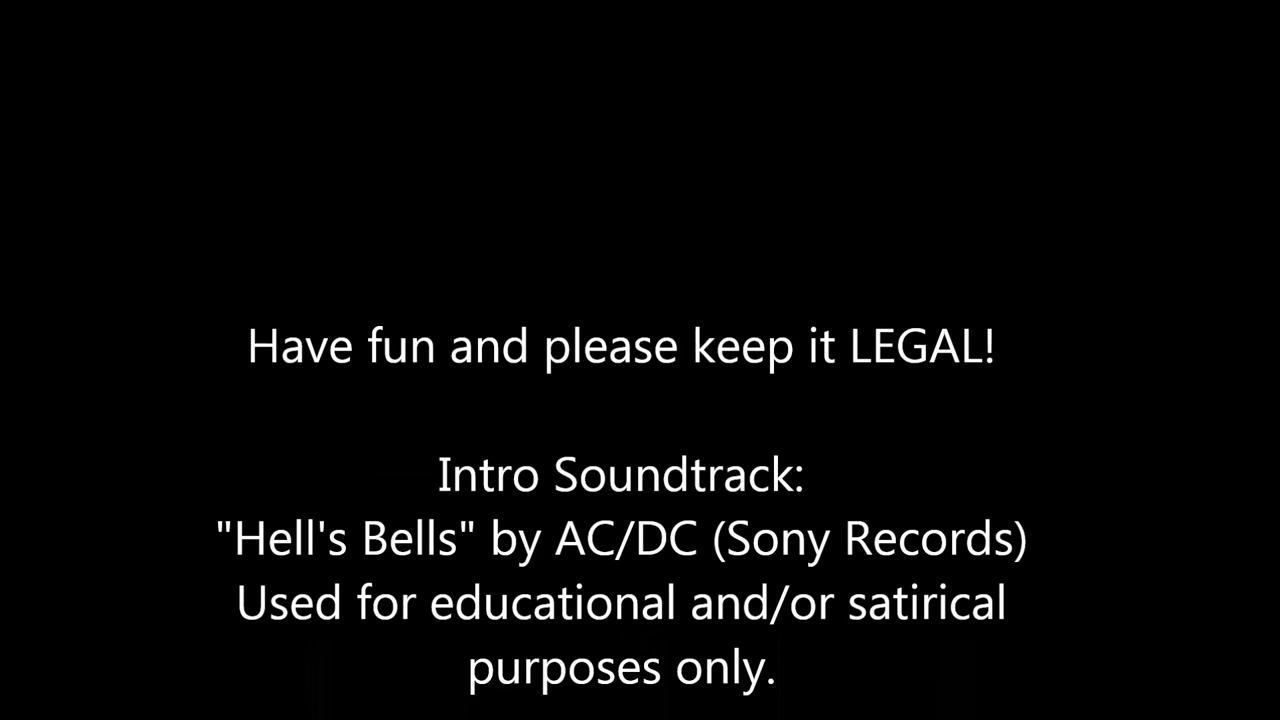 Have fun and please keep it LEGAL!
Intro Soundtrack:
"Hell's Bells" by AC/DC (Sony Records)
Used for educational and/or satirical
purposes only.